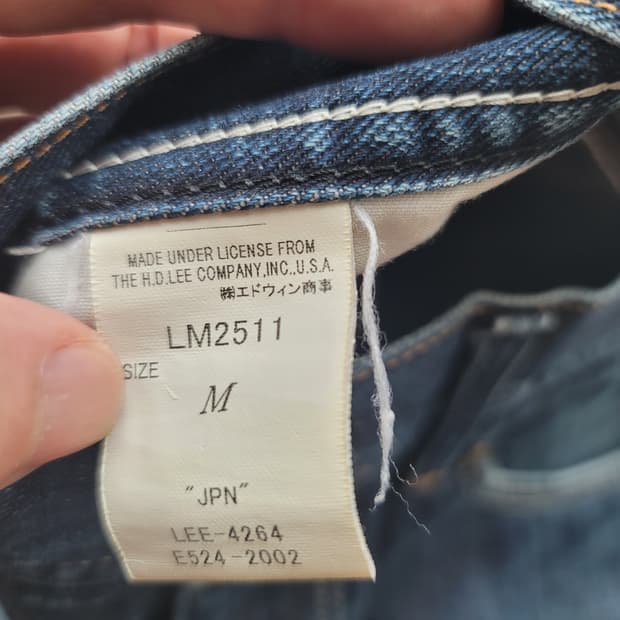 MADE UNDER LICENSE FROM
THE H.D.LEE COMPANY,INC.,U.S.A.
㈱エドウィン商事
LM2511
SIZE
M
"JPN"
LEE-4264
E524-2002